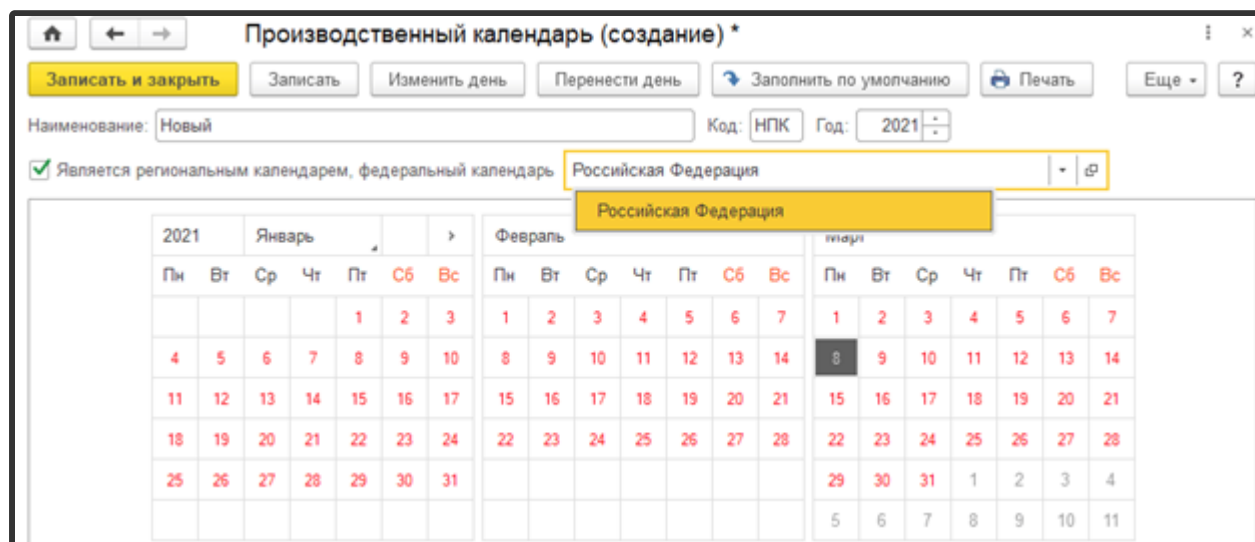 Производственный календарь (создание) *
Записать и закрыть Записать Изменить день Перенести день Заполнить по умолчанию Печать Еще ?
Наименование: Новый Код: НПК Год: 2021
Является региональным календарем, федеральный календарь Российская Федерация
Российская Федерация
2021 Январь > Февраль Март
Пн Вт Ср Чт Пт Сб Вс Пн Вт Ср Чт Пт Сб Вс Пн Вт Ср Чт Пт Сб Вс
1 2 3 1 2 3 4 5 6 7 1 2 3 4 5 6 7
4 5 6 7 8 9 10 8 9 10 11 12 13 14 8 9 10 11 12 13 14
11 12 13 14 15 16 17 15 16 17 18 19 20 21 15 16 17 18 19 20 21
18 19 20 21 22 23 24 22 23 24 25 26 27 28 22 23 24 25 26 27 28
25 26 27 28 29 30 31 29 30 31 1 2 3 4
5 6 7 8 9 10 11